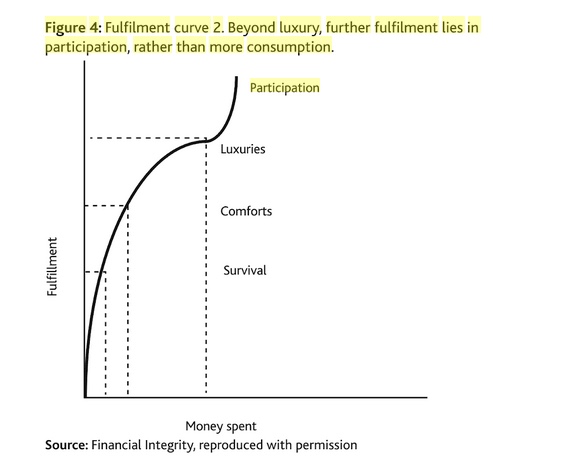 Figure 4: Fulfilment curve 2. Beyond luxury, further fulfilment lies in
participation, rather than more consumption.
Participation
Luxuries
Comforts
Survival
Fulfillment
Money spent
Source: Financial Integrity, reproduced with permission